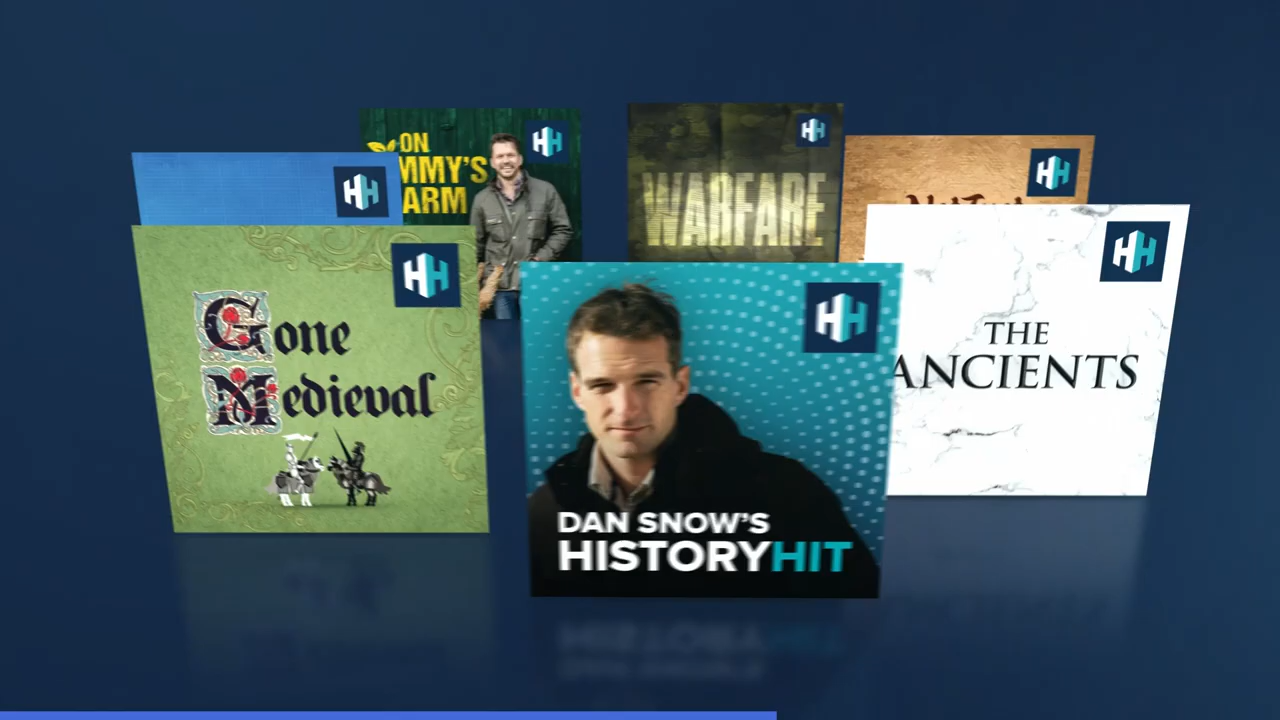 ON
MMY'S
ARM
WARFARE
Gone
Medieval
THE
ANCIENTS
DAN SNOW'S
HISTORYHIT